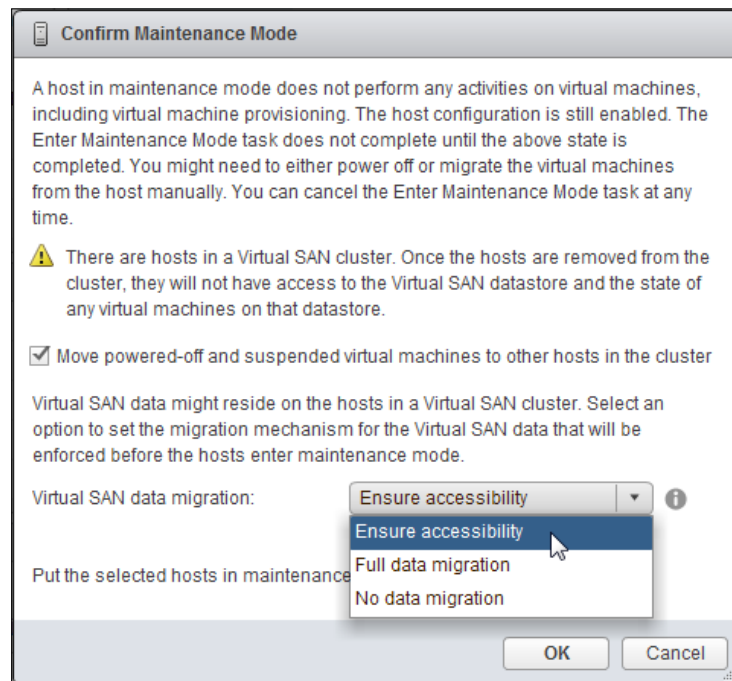 Confirm Maintenance Mode
A host in maintenance mode does not perform any activities on virtual machines,
including virtual machine provisioning. The host configuration is still enabled. The
Enter Maintenance Mode task does not complete until the above state is
completed. You might need to either power off or migrate the virtual machines
from the host manually. You can cancel the Enter Maintenance Mode task at any
time.
There are hosts in a Virtual SAN cluster. Once the hosts are removed from the
cluster, they will not have access to the Virtual SAN datastore and the state of
any virtual machines on that datastore.
Move powered-off and suspended virtual machines to other hosts in the cluster
Virtual SAN data might reside on the hosts in a Virtual SAN cluster. Select an
option to set the migration mechanism for the Virtual SAN data that will be
enforced before the hosts enter maintenance mode.
Virtual SAN data migration: Ensure accessibility
Ensure accessibility
Full data migration
Put the selected hosts in maintenance
No data migration
OK Cancel